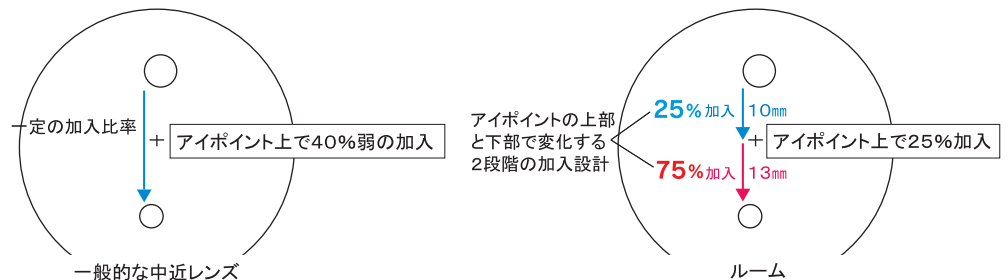 一定の加入比率
+
アイポイント上で40%弱の加入
一般的な中近レンズ
アイポイントの上部
と下部で変化する
2段階の加入設計
25%加入
10㎜
+
アイポイント上で25%加入
75%加入
13㎜
ルーム